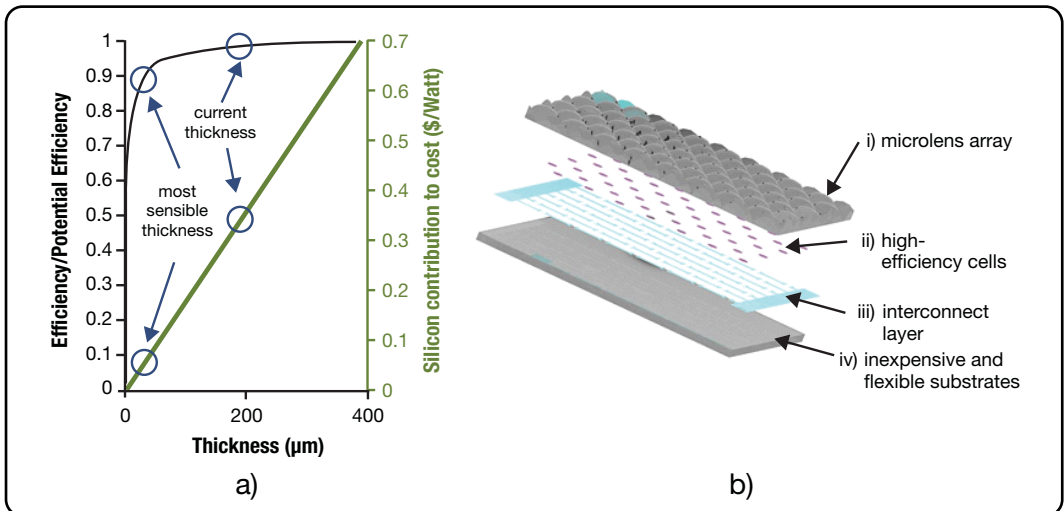 Efficiency/Potential Efficiency
1
0.9
0.8
0.7
0.6
0.5
0.4
0.3
0.2
0.1
0
current
thickness
most
sensible
thickness
0.7
0.6
0.5
0.4
0.3
0.2
0.1
0
Silicon contribution to cost ($/Watt)
0
200
400
Thickness (µm)
a)
i) microlens array
ii) high-
efficiency cells
iii) interconnect
layer
iv) inexpensive and
flexible substrates
b)